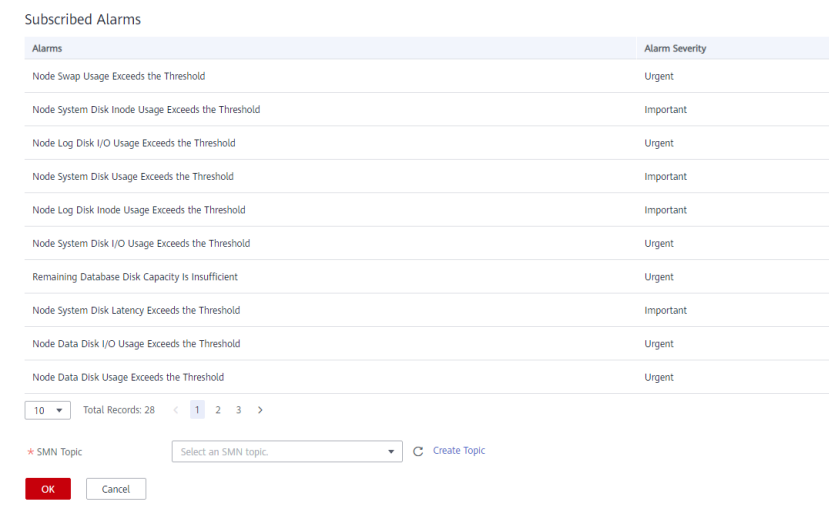 Subscribed Alarms
Alarms Alarm Severity
Node Swap Usage Exceeds the Threshold Urgent
Node System Disk Inode Usage Exceeds the Threshold Important
Node Log Disk I/O Usage Exceeds the Threshold Urgent
Node System Disk Usage Exceeds the Threshold Important
Node Log Disk Inode Usage Exceeds the Threshold Important
Node System Disk I/O Usage Exceeds the Threshold Urgent
Remaining Database Disk Capacity Is Insufficient Urgent
Node System Disk Latency Exceeds the Threshold Important
Node Data Disk I/O Usage Exceeds the Threshold Urgent
Node Data Disk Usage Exceeds the Threshold Urgent
10 Total Records: 28 < 1 2 3 >
* SMN Topic Select an SMN topic. Create Topic
OK Cancel